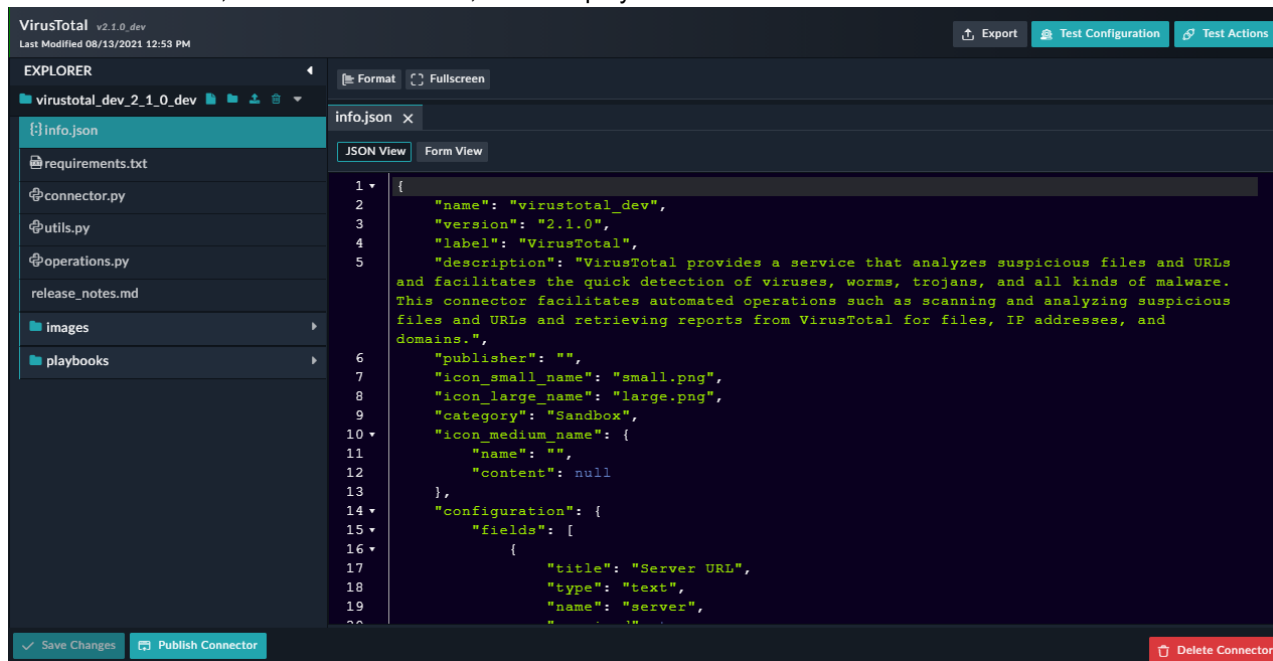 VirusTotal v2.1.0_dev
Last Modified 08/13/2021 12:53 PM
Export
Test Configuration
Test Actions
EXPLORER
virustotal_dev_2_1_0_dev
info.json
requirements.txt
connector.py
utils.py
operations.py
release_notes.md
images
playbooks
Format
Fullscreen
info.json
JSON View
Form View
1 {
2 "name": "virustotal_dev",
3 "version": "2.1.0",
4 "label": "VirusTotal",
5 "description": "VirusTotal provides a service that analyzes suspicious files and URLs
and facilitates the quick detection of viruses, worms, trojans, and all kinds of malware.
This connector facilitates automated operations such as scanning and analyzing suspicious
files and URLs and retrieving reports from VirusTotal for files, IP addresses, and
domains.",
6 "publisher": "",
7 "icon_small_name": "small.png",
8 "icon_large_name": "large.png",
9 "category": "Sandbox",
10 "icon_medium_name": {
11 "name": "",
12 "content": null
13 },
14 "configuration": {
15 "fields": [
16 {
17 "title": "Server URL",
18 "type": "text",
19 "name": "server",
Save Changes
Publish Connector
Delete Connector